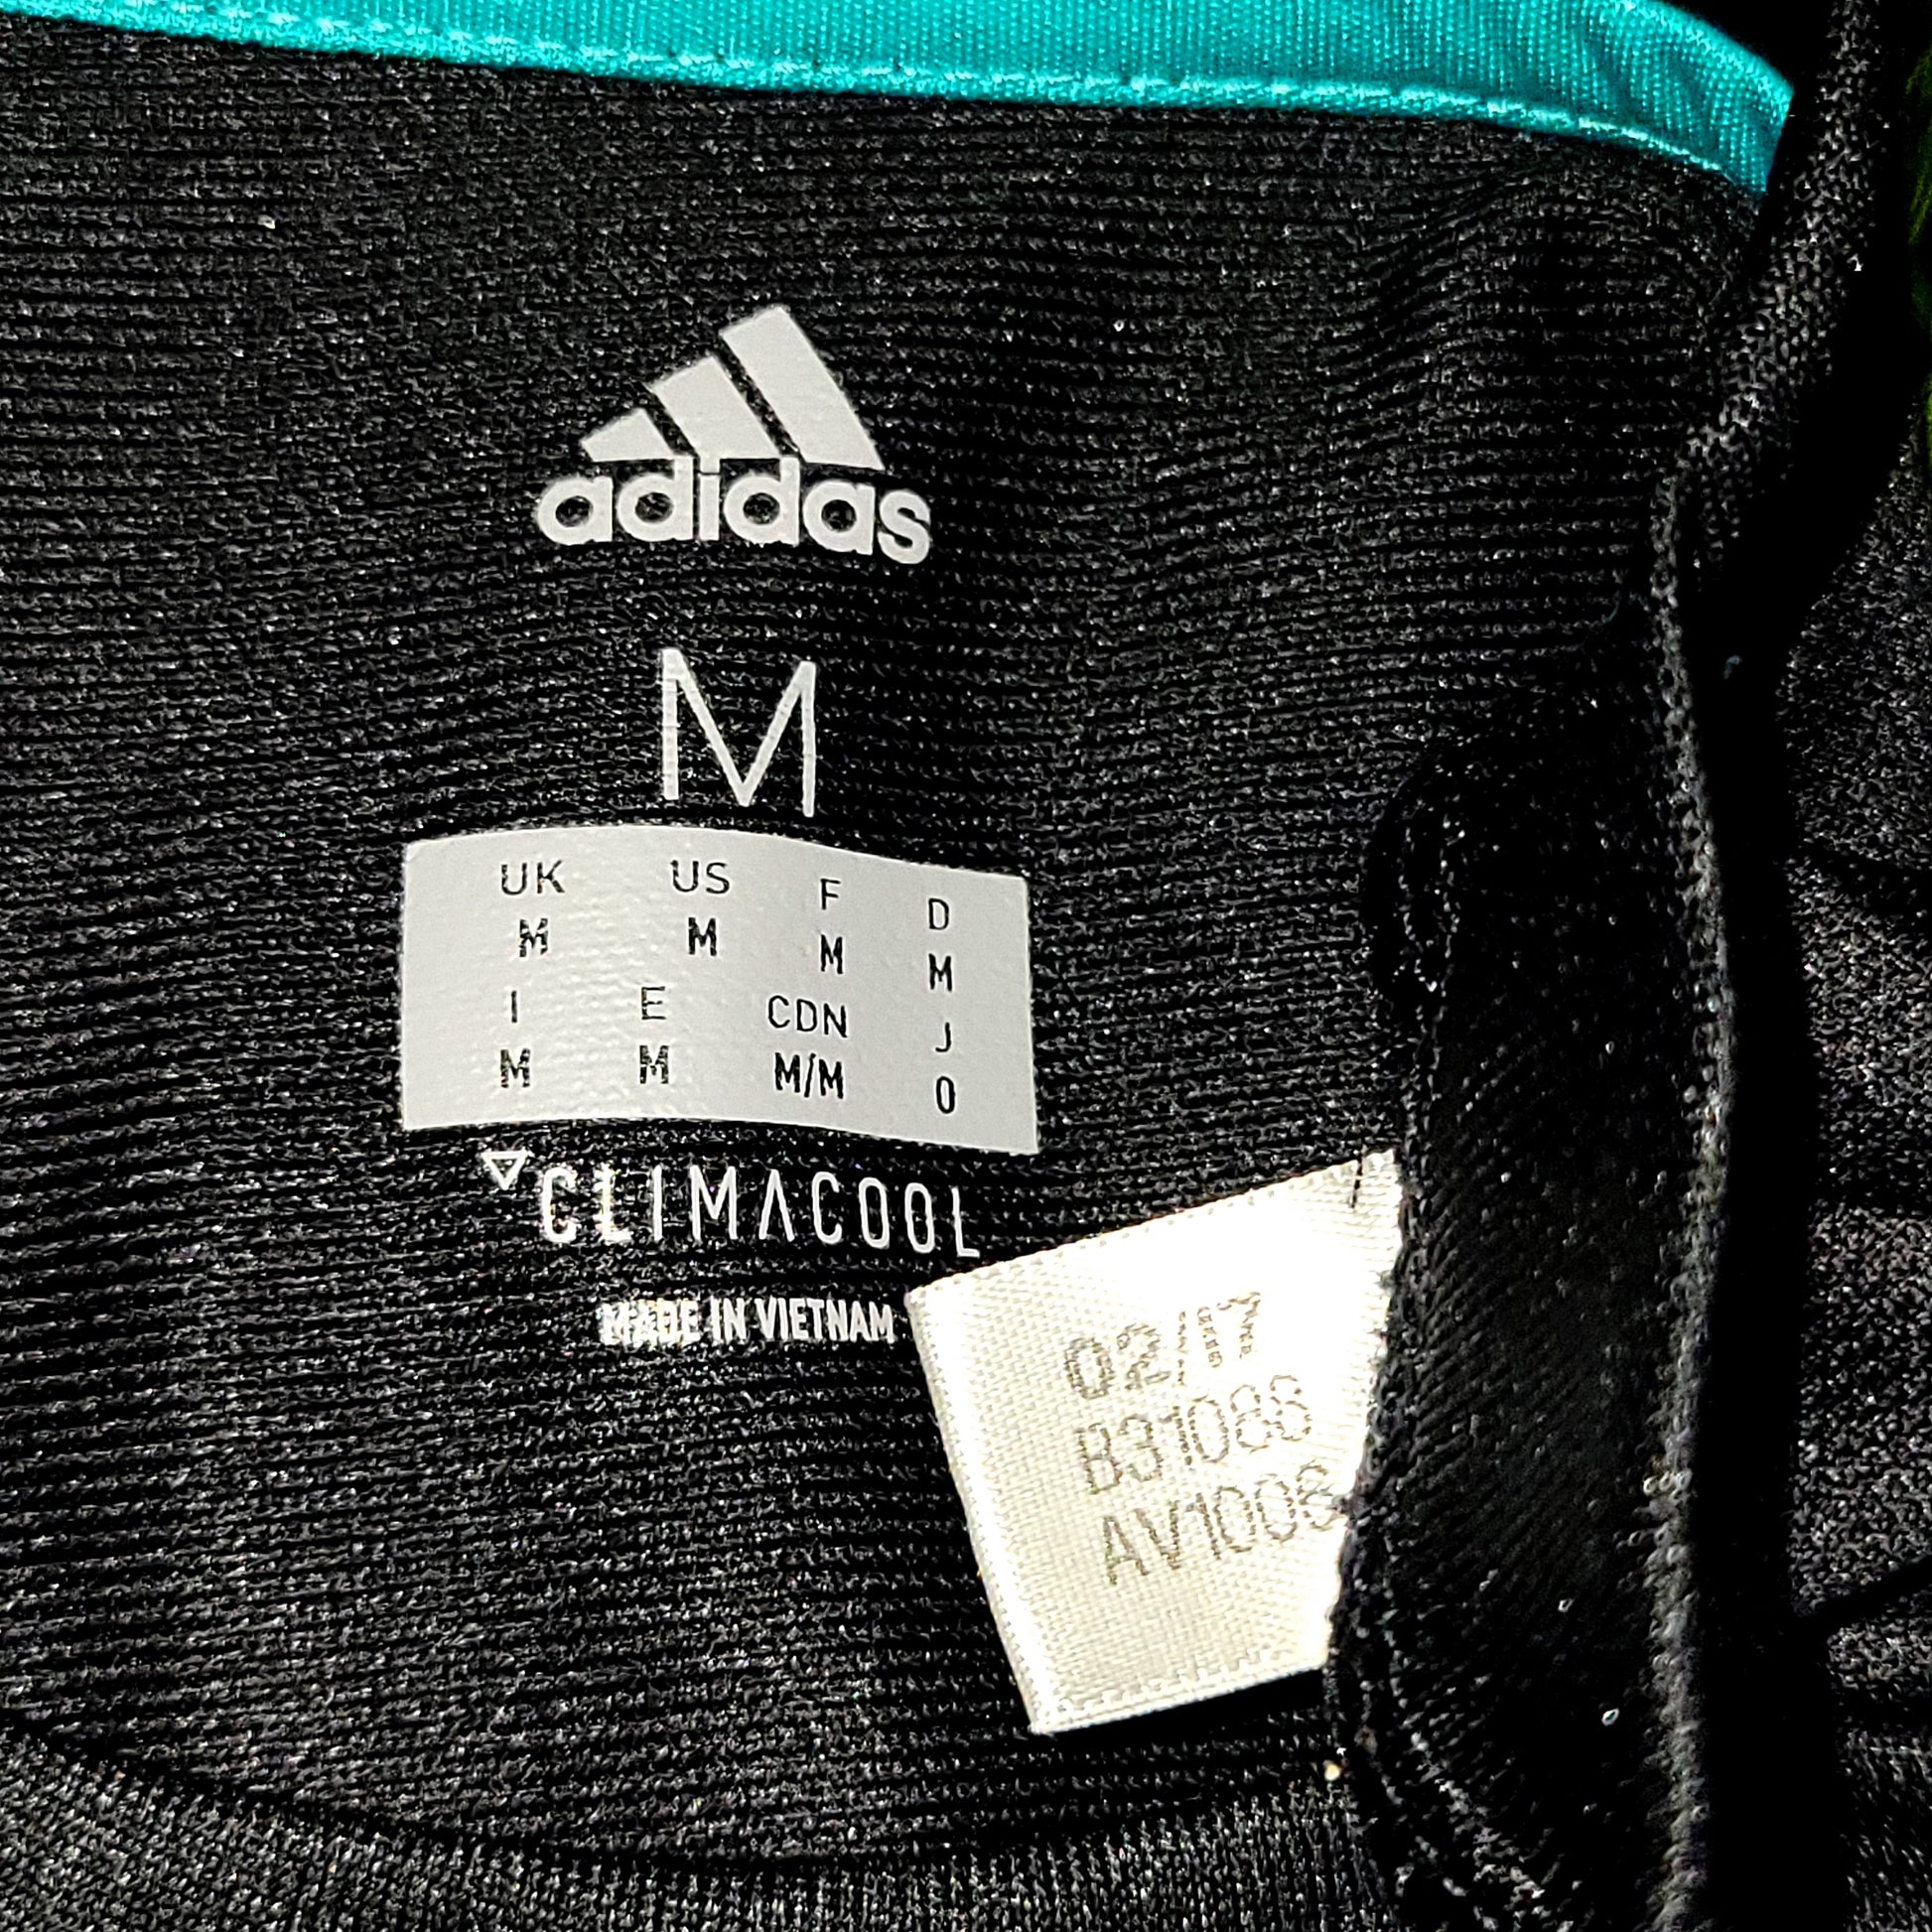 adidas
M
UK US F D
M M M M
I E CDN J
M M M/M O
CLIMACOOL
MADE IN VIETNAM
02/17
B31088
AV1008